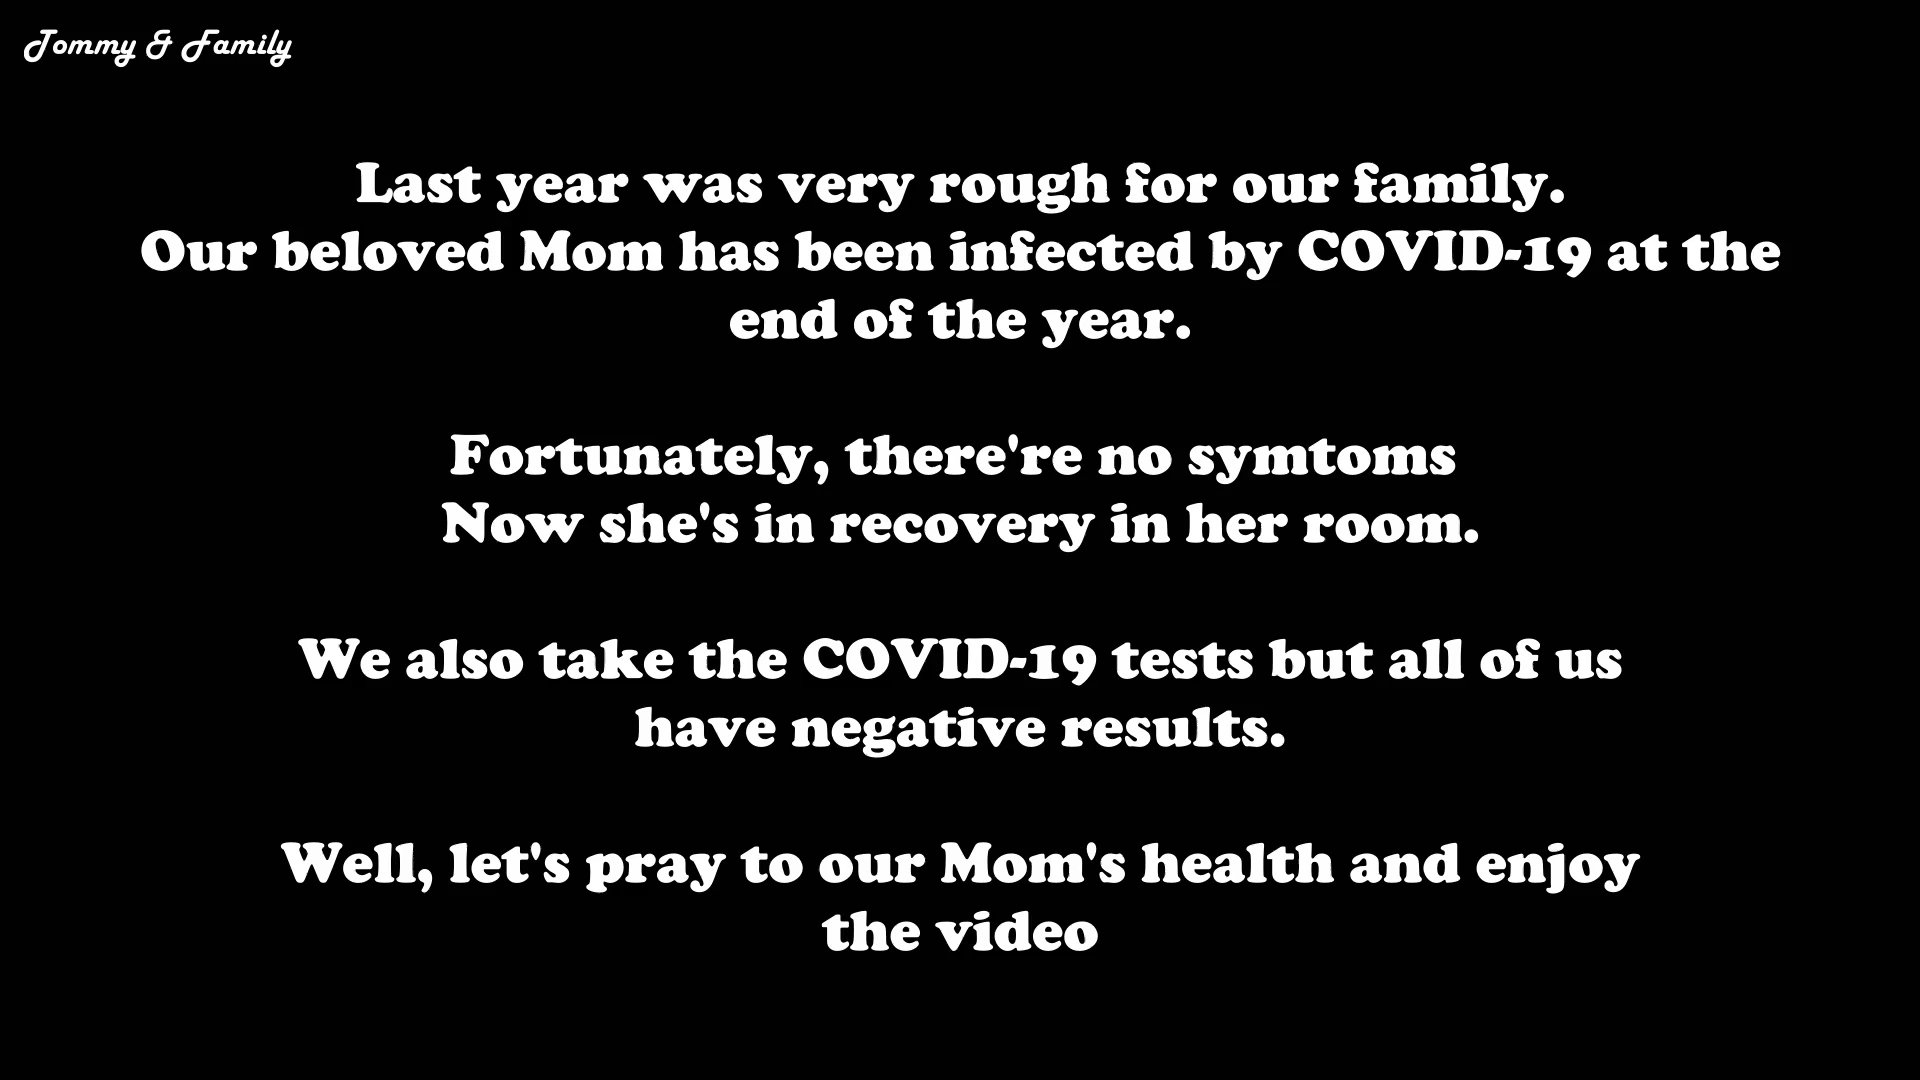 Tommy & Family
Last year was very rough for our family.
Our beloved Mom has been infected by COVID-19 at the
end of the year.
Fortunately, there're no symtoms
Now she's in recovery in her room.
We also take the COVID-19 tests but all of us
have negative results.
Well, let's pray to our Mom's health and enjoy
the video